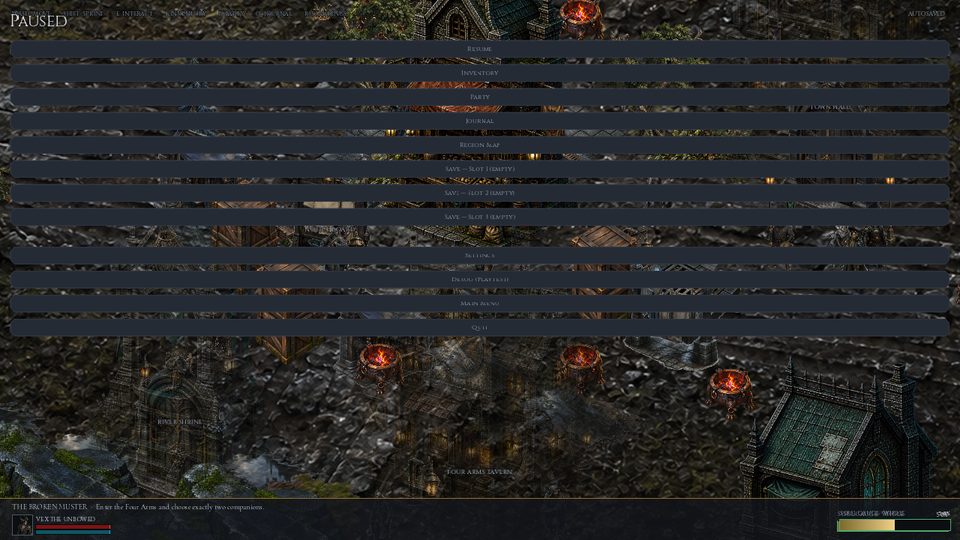 PAUSED
AUTOSAVED
RESUME
INVENTORY
PARTY
JOURNAL
REGION MAP
SAVE — SLOT 1 (EMPTY)
SAVE — SLOT 2 (EMPTY)
SAVE — SLOT 3 (EMPTY)
SETTINGS
MAIN MENU
QUIT
TOWN HALL
RIVER SHRINE
FOUR ARMS TAVERN
THE BROKEN MUSTER - Enter the Four Arms and choose exactly two companions.
VEX THE UNBOWED